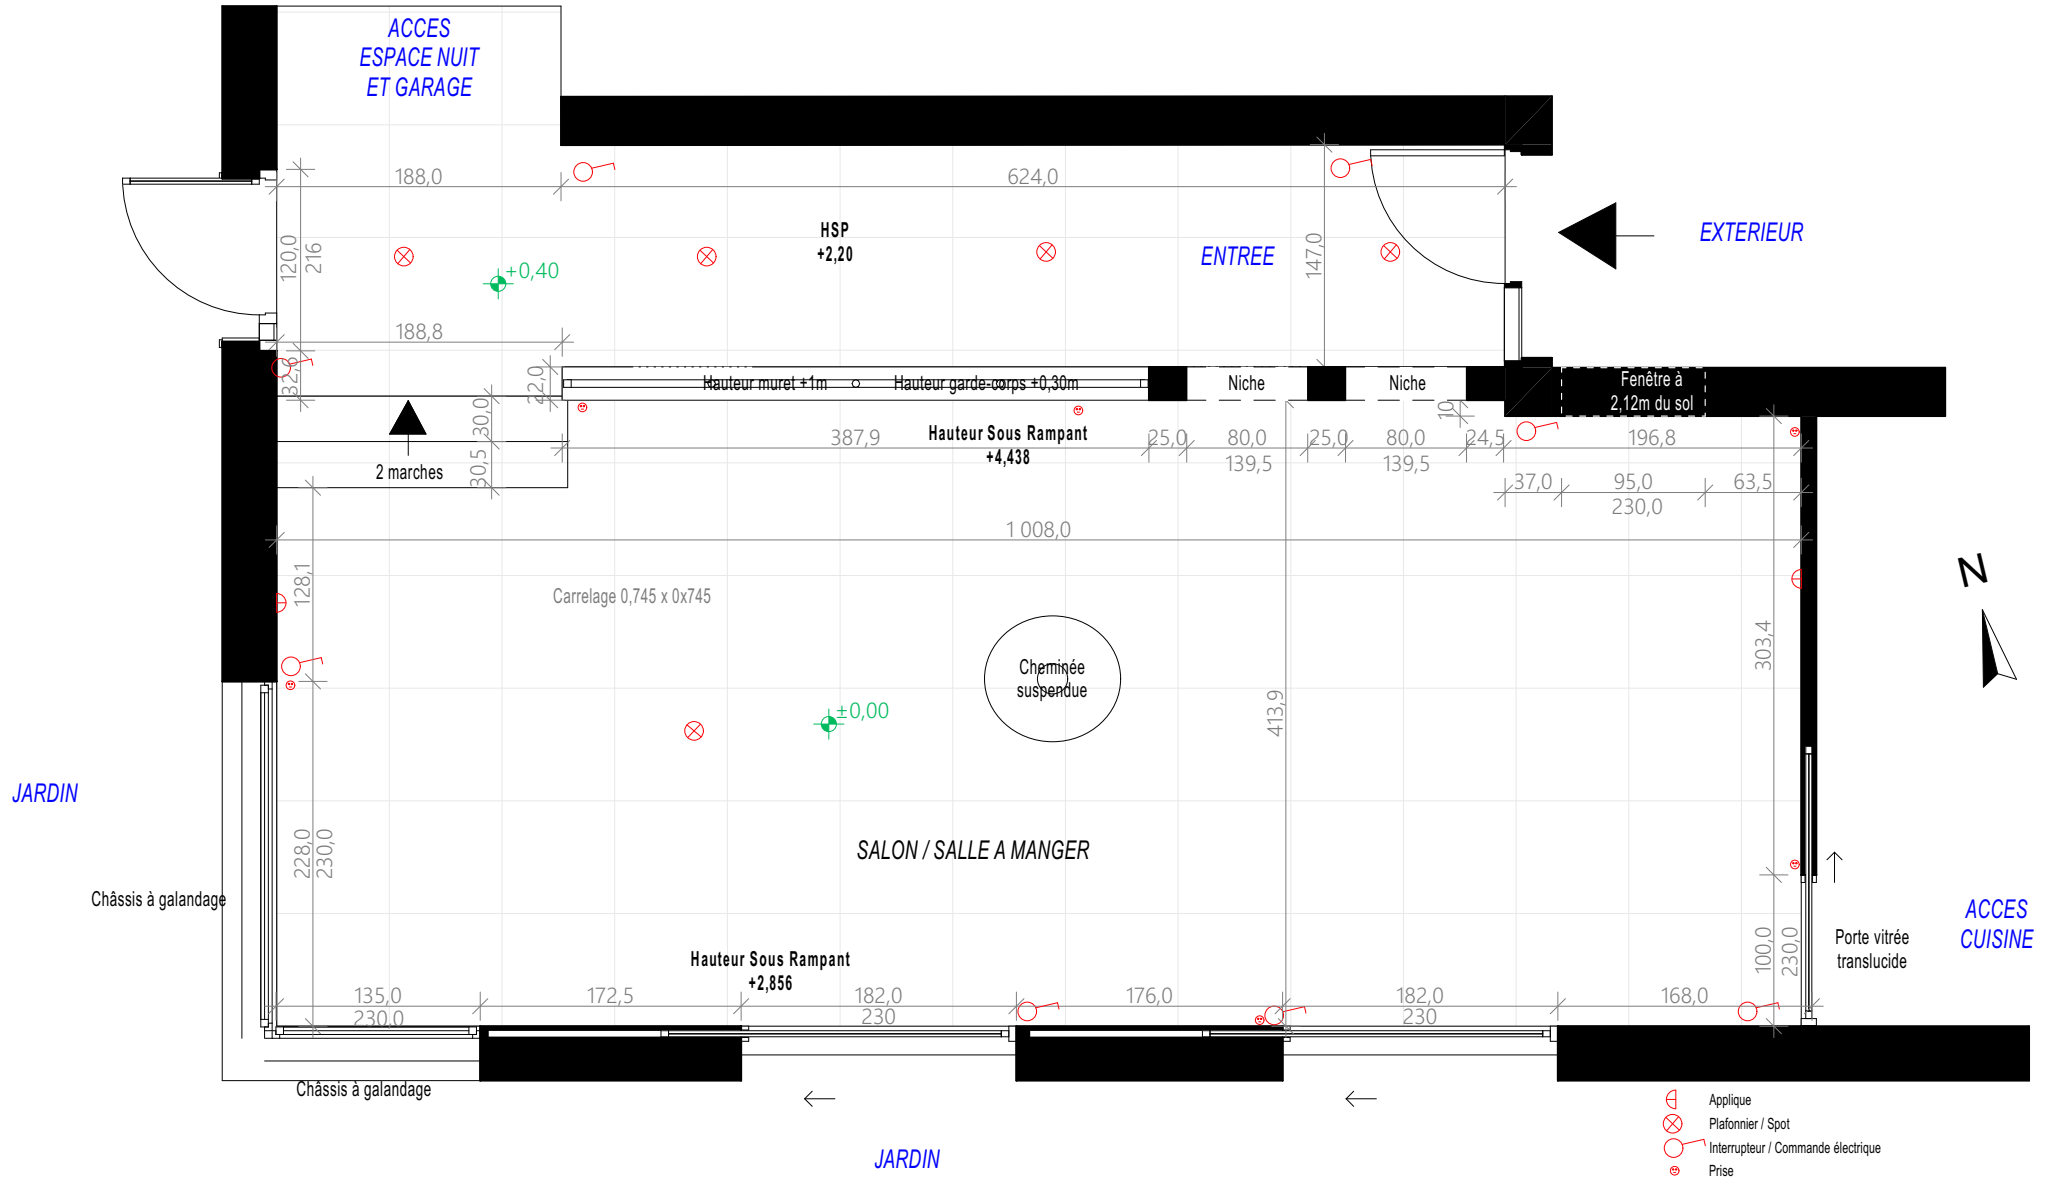 ACCES
ESPACE NUIT
ET GARAGE
188,0
624,0
HSP
+2,20
ENTREE
EXTERIEUR
120,0
216
147,0
+0,40
188,8
32,6
22,0
Hauteur muret +1m
Hauteur garde-corps +0,30m
Niche
Niche
Fenêtre à
2,12m du sol
30,0
10
Hauteur Sous Rampant
+4,438
387,9
25,0
80,0
139,5
25,0
80,0
139,5
24,5
196,8
2 marches
30,5
37,0
95,0
230,0
63,5
1 008,0
N
128,1
Carrelage 0,745 x 0x745
303,4
Cheminée
suspendue
413,9
±0,00
JARDIN
SALON / SALLE A MANGER
228,0
230,0
Châssis à galandage
ACCES
CUISINE
Porte vitrée
translucide
100,0
230,0
Hauteur Sous Rampant
+2,856
135,0
230,0
172,5
182,0
230
176,0
182,0
230
168,0
Châssis à galandage
JARDIN
Applique
Plafonnier / Spot
Interrupteur / Commande électrique
Prise